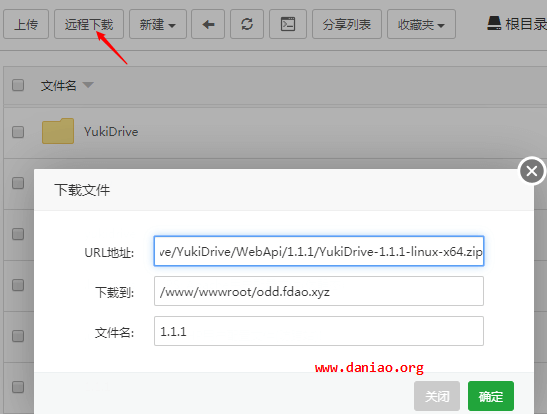 上传 远程下载 新建 分享列表 收藏夹 根目录
文件名
YukiDrive
下载文件
URL地址: ve/YukiDrive/WebApi/1.1.1/YukiDrive-1.1.1-linux-x64.zip
下载到: /www/wwwroot/odd.fdao.xyz
文件名: 1.1.1
www.daniao.org
关闭 确定